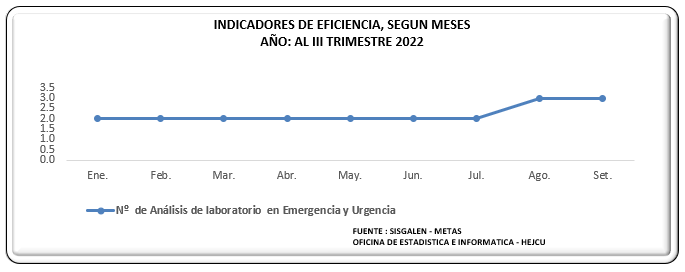 INDICADORES DE EFICIENCIA, SEGUN MESES
AÑO: AL III TRIMESTRE 2022
3.5
3.0
2.5
2.0
1.5
1.0
0.5
0.0
Ene. Feb. Mar. Abr. May. Jun. Jul. Ago. Set.
Nº de Análisis de laboratorio en Emergencia y Urgencia
FUENTE : SISGALEN - METAS
OFICINA DE ESTADISTICA E INFORMATICA - HEJCU